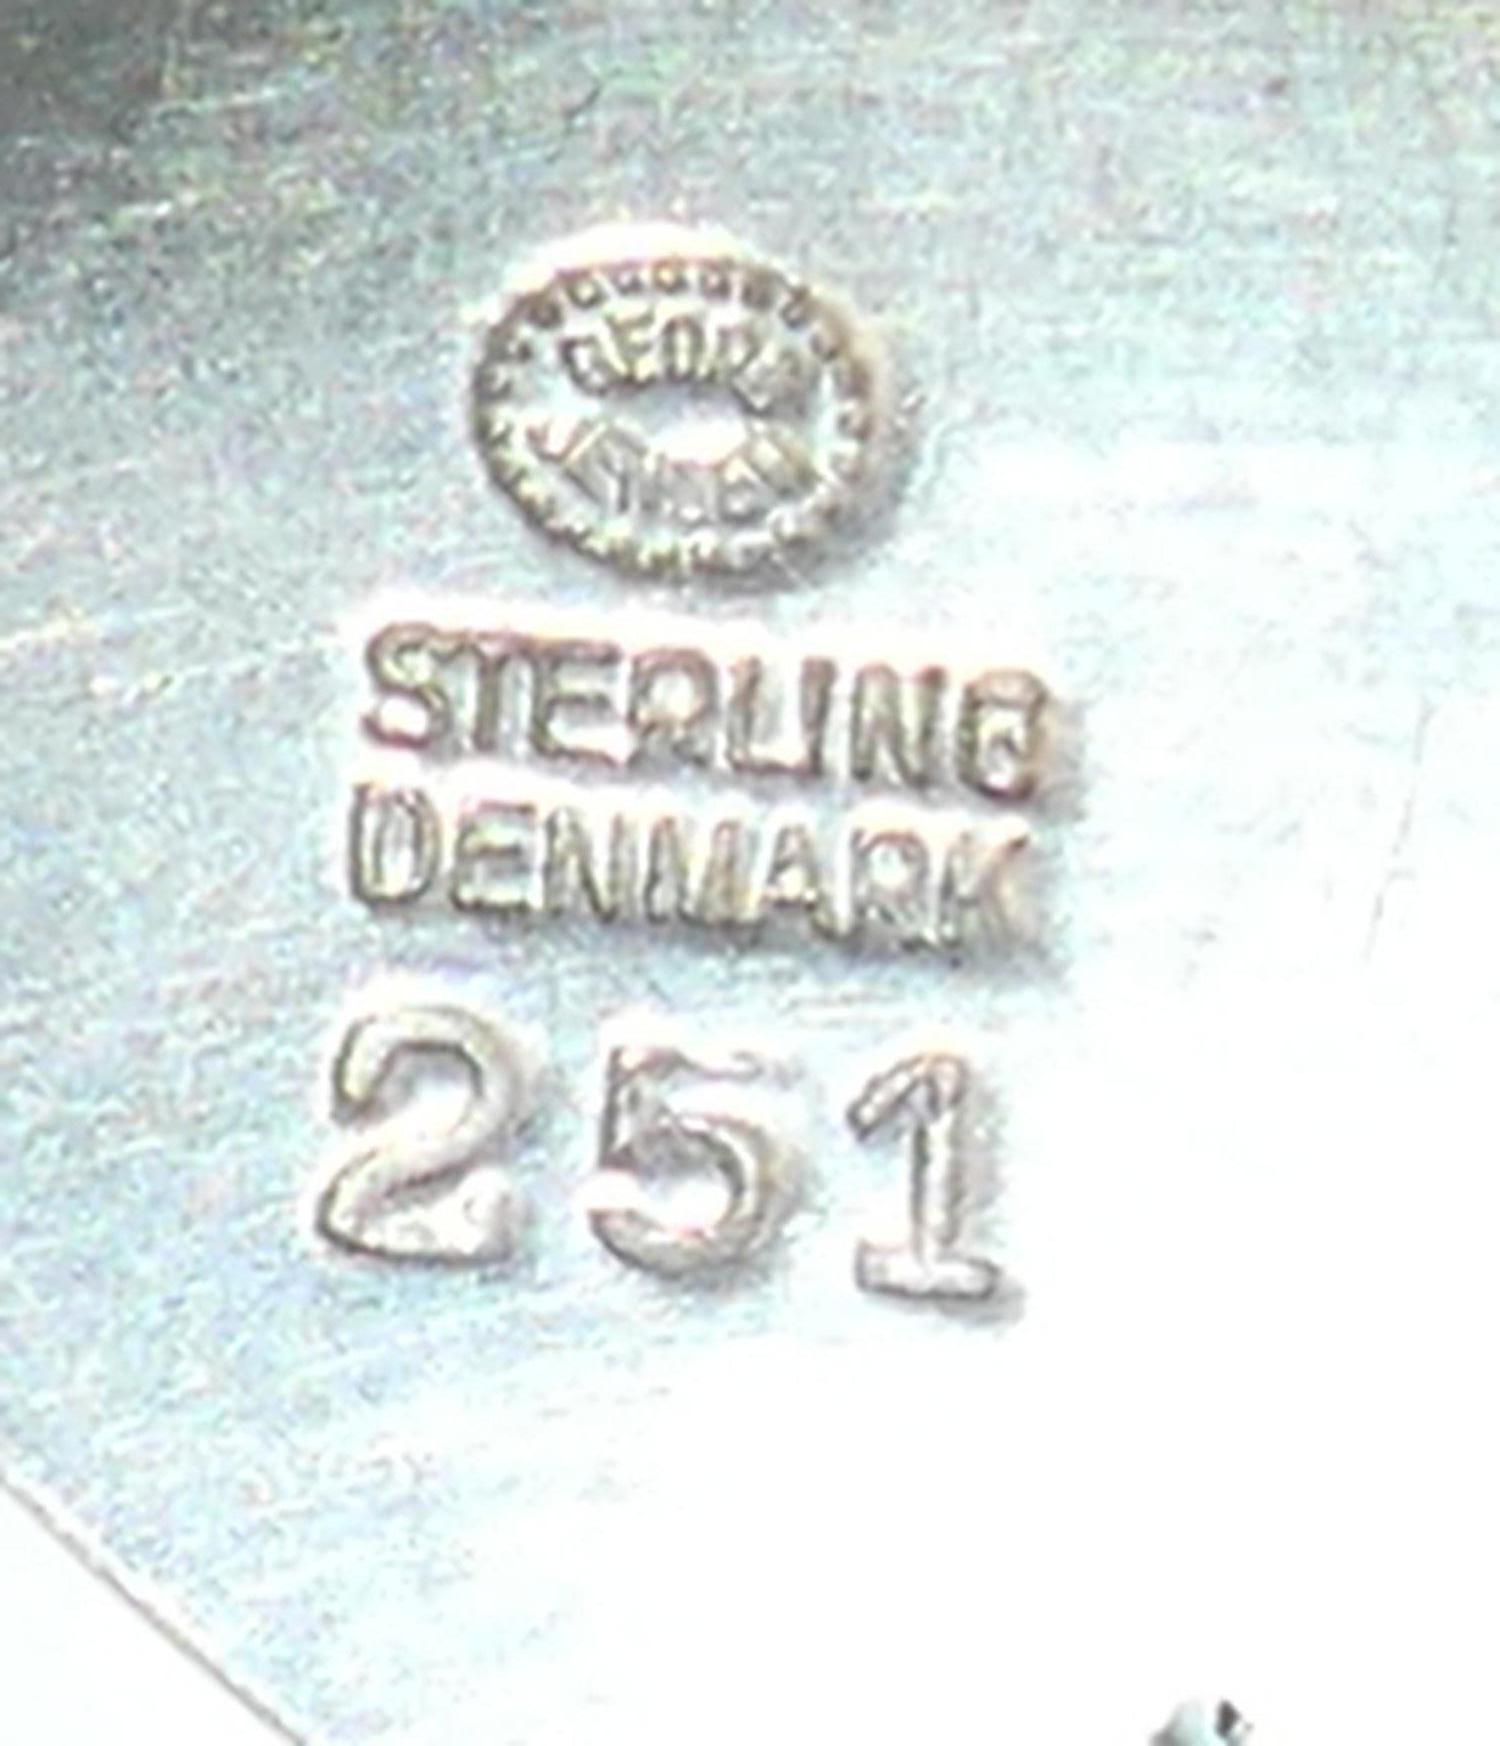 GEORG
JENSEN
STERLING
DENMARK
251